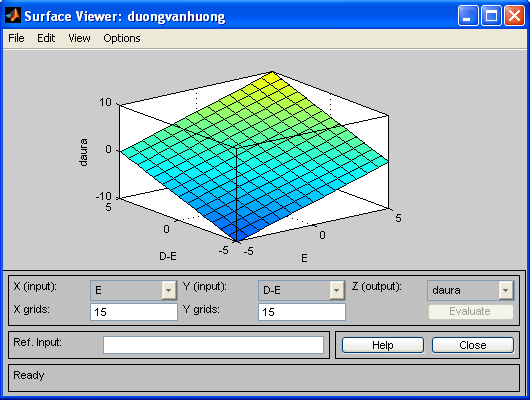 Surface Viewer: duongvanhuong
File Edit View Options
10
0
-10
daura
5
0
-5
D-E
-5
0
5
E
X (input): E Y (input): D-E Z (output): daura
X grids: 15 Y grids: 15 Evaluate
Ref. Input: Help Close
Ready